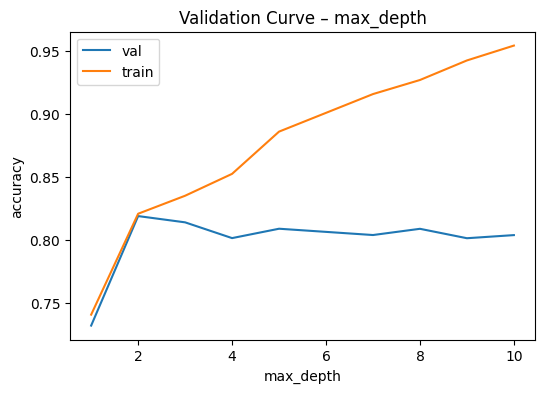 Validation Curve – max_depth
val
train
0.95
0.90
0.85
0.80
0.75
accuracy
2 4 6 8 10
max_depth